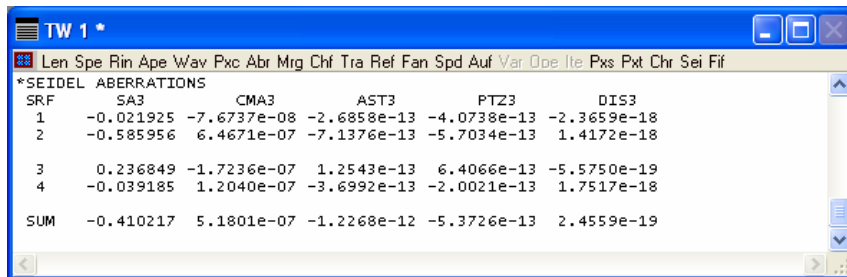 TW 1 *
Len Spe Rin Ape Wav Pxc Abr Mrg Chf Tra Ref Fan Spd Auf Var Ope Ite Pxs Pxt Chr Sei Fif
*SEIDEL ABERRATIONS
SRF SA3 CMA3 AST3 PTZ3 DIS3
1 -0.021925 -7.6737e-08 -2.6858e-13 -4.0738e-13 -2.3659e-18
2 -0.585956 6.4671e-07 -7.1376e-13 -5.7034e-13 1.4172e-18
3 0.236849 -1.7236e-07 1.2543e-13 6.4066e-13 -5.5750e-19
4 -0.039185 1.2040e-07 -3.6992e-13 -2.0021e-13 1.7517e-18
SUM -0.410217 5.1801e-07 -1.2268e-12 -5.3726e-13 2.4559e-19